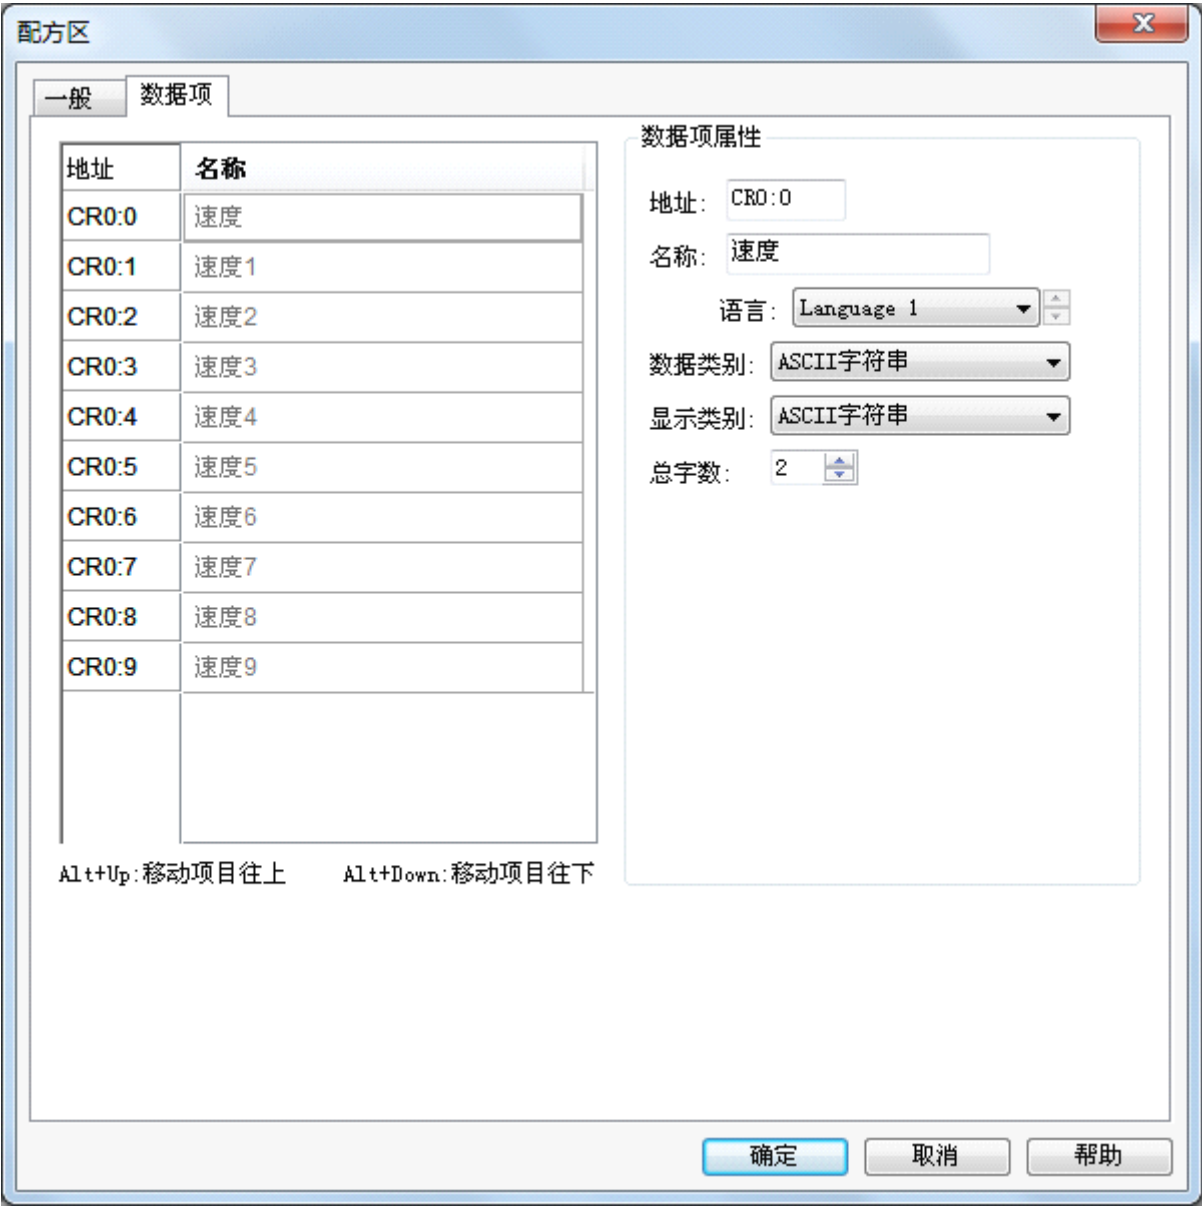 配方区
一般 数据项
地址 名称
CR0:0 速度
CR0:1 速度1
CR0:2 速度2
CR0:3 速度3
CR0:4 速度4
CR0:5 速度5
CR0:6 速度6
CR0:7 速度7
CR0:8 速度8
CR0:9 速度9
Alt+Up:移动项目往上 Alt+Down:移动项目往下
数据项属性
地址: CR0:0
名称: 速度
语言: Language 1
数据类别: ASCII字符串
显示类别: ASCII字符串
总字数: 2
确定 取消 帮助